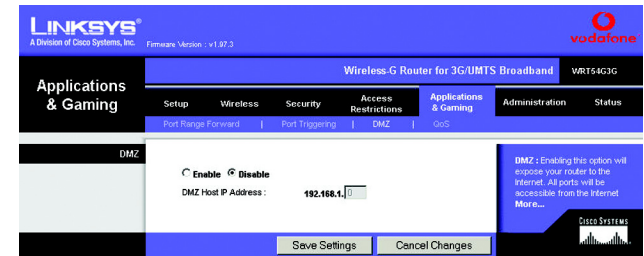 LINKSYS®
A Division of Cisco Systems, Inc.
Firmware Version : v1.97.3
vodafone
Wireless-G Router for 3G/UMTS Broadband WRT54G3G
Applications & Gaming
Setup Wireless Security Access Restrictions Applications & Gaming Administration Status
Port Range Forward | Port Triggering | DMZ | QoS
DMZ
Enable Disable
DMZ Host IP Address : 192.168.1. 0
DMZ : Enabling this option will
expose your router to the
Internet. All ports will be
accessible from the Internet
More...
CISCO SYSTEMS
Save Settings Cancel Changes